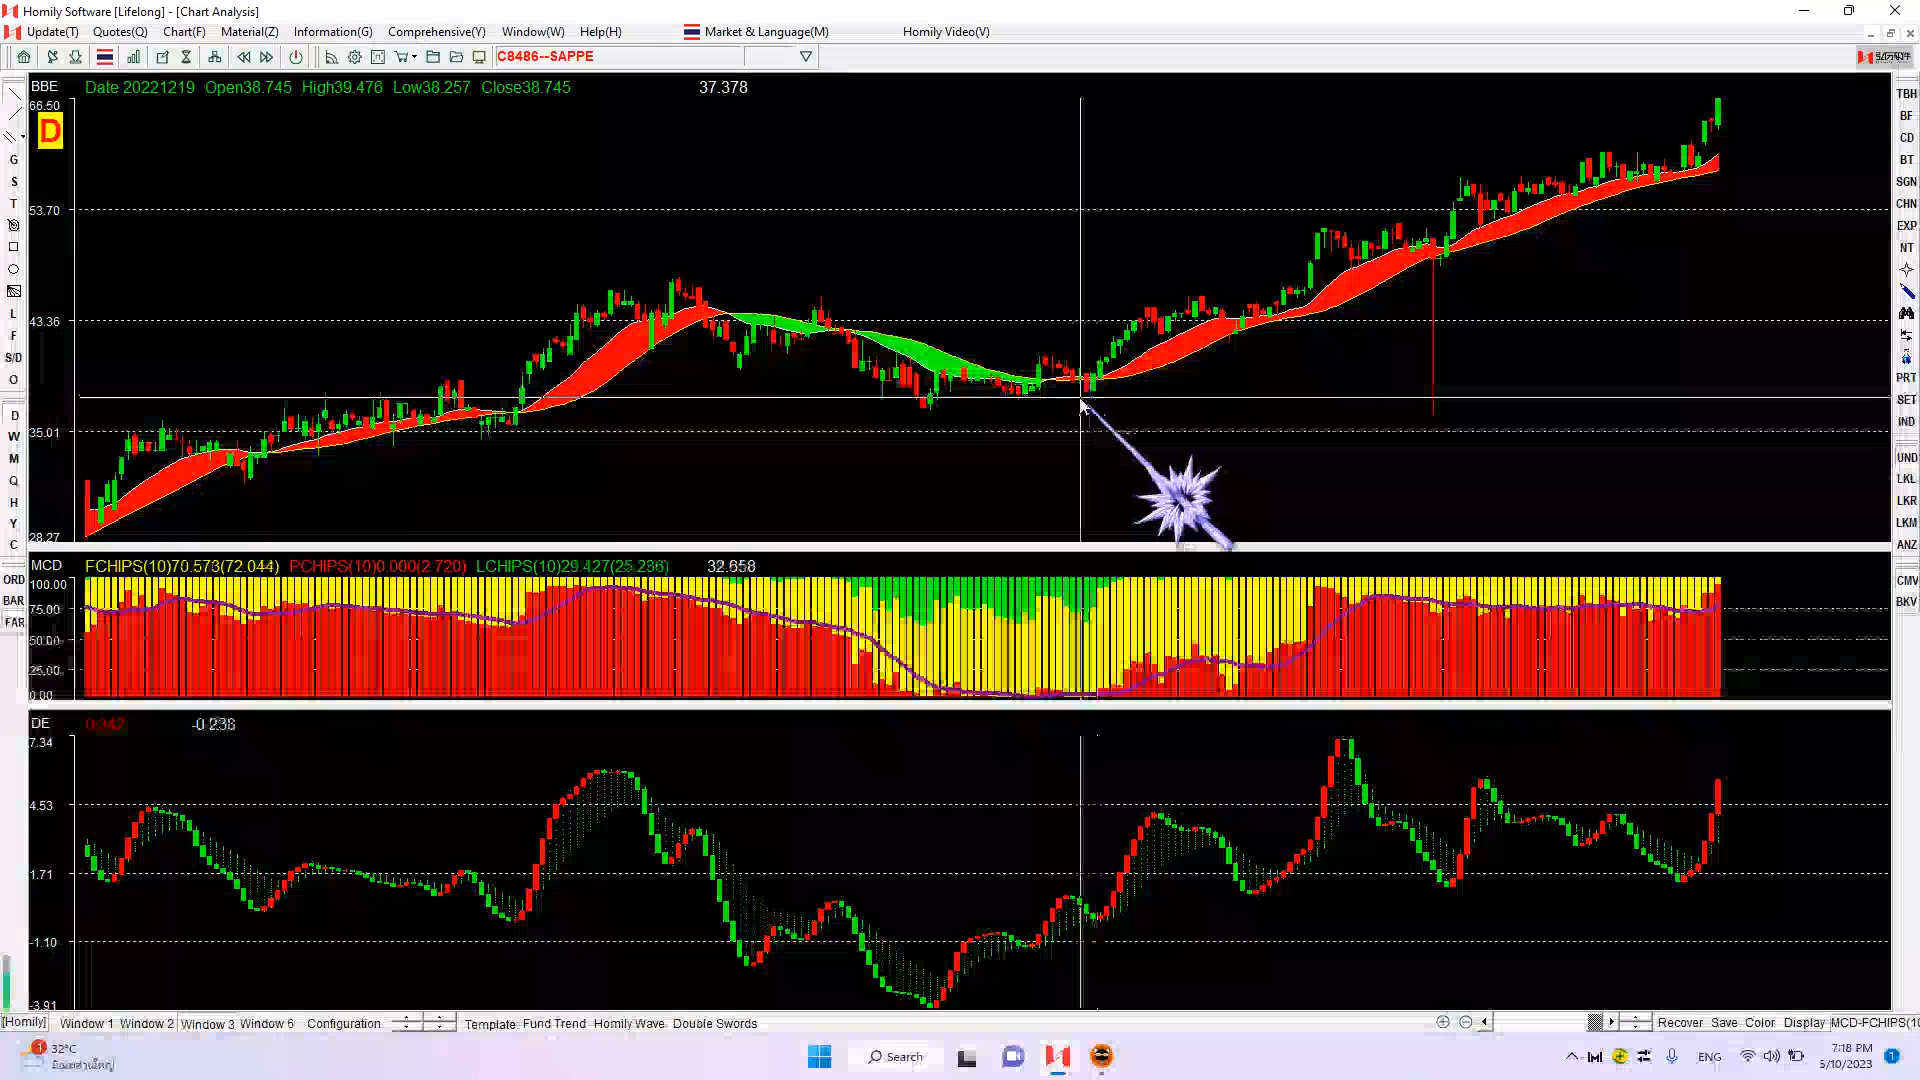 Homily Software [Lifelong] - [Chart Analysis]
Update(T) Quotes(Q) Chart(F) Material(Z) Information(G) Comprehensive(Y) Window(W) Help(H) Market & Language(M) Homily Video(V)
C8486--SAPPE
BBE Date 20221219 Open38.745 High39.476 Low38.257 Close38.745 37.378
66.50
D
53.70
43.36
35.01
28.27
MCD FCHIPS(10)70.573(72.044) PCHIPS(10)0.000(2.720) LCHIPS(10)29.427(25.236) 32.658
100.00
75.00
50.00
25.00
0.00
DE 0.342 -0.238
7.34
4.53
1.71
-1.10
-3.91
G
S
T
L
F
S/D
O
D
W
M
Q
H
Y
C
ORD
BAR
FAR
TBH
BF
CD
BT
SGN
CHN
EXP
NT
PRT
SET
IND
UND
LKL
LKR
LKM
ANZ
CMV
BKV
[Homily] Window 1 Window 2 Window 3 Window 6 Configuration Template: Fund Trend Homily Wave Double Swords Recover Save Color Display MCD-FCHIPS(10
1 32°C
Search
ENG
7:18 PM
5/10/2023
1